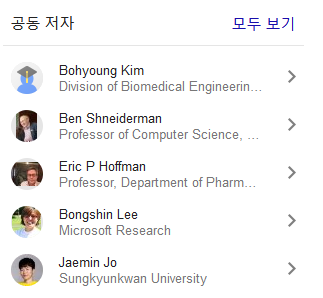 공동 저자
모두 보기
Bohyoung Kim
Division of Biomedical Engineerin...
Ben Shneiderman
Professor of Computer Science, ...
Eric P Hoffman
Professor, Department of Pharm...
Bongshin Lee
Microsoft Research
Jaemin Jo
Sungkyunkwan University